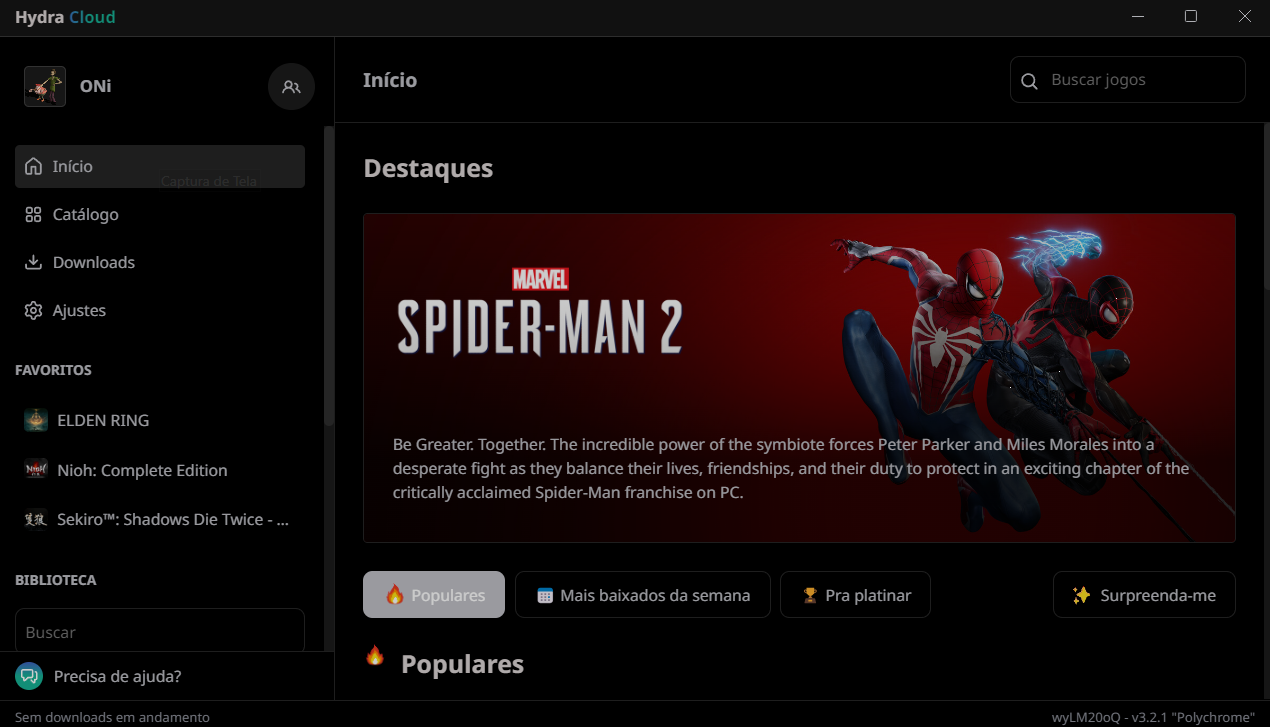 Hydra Cloud
ONi
Início
Buscar jogos
Início
Captura de Tela
Catálogo
Downloads
Ajustes
FAVORITOS
ELDEN RING
Nioh: Complete Edition
Sekiro™: Shadows Die Twice - ...
BIBLIOTECA
Buscar
Precisa de ajuda?
Destaques
MARVEL
SPIDER-MAN 2
Be Greater. Together. The incredible power of the symbiote forces Peter Parker and Miles Morales into a
desperate fight as they balance their lives, friendships, and their duty to protect in an exciting chapter of the
critically acclaimed Spider-Man franchise on PC.
🔥 Populares
Mais baixados da semana
🏆 Pra platinar
✨ Surpreenda-me
🔥 Populares
Sem downloads em andamento
wyLM20oQ - v3.2.1 "Polychrome"